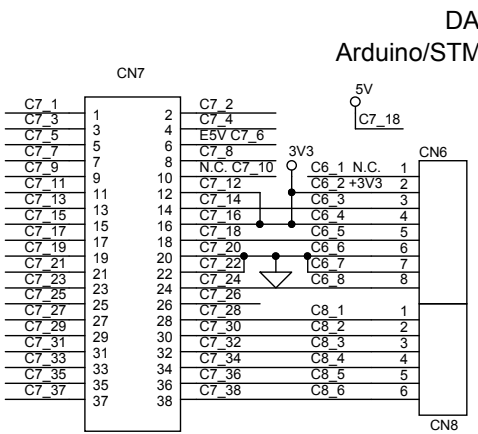 DA
Arduino/STM
CN7
5V
C7_18
C7_1 1 2 C7_2
C7_3 3 4 C7_4
C7_5 5 6 E5V C7_6
C7_7 7 8 C7_8 3V3 CN6
C7_9 9 10 N.C. C7_10 C6_1 N.C. 1
C7_11 11 12 C7_12 C6_2 +3V3 2
C7_13 13 14 C7_14 C6_3 3
C7_15 15 16 C7_16 C6_4 4
C7_17 17 18 C7_18 C6_5 5
C7_19 19 20 C7_20 C6_6 6
C7_21 21 22 C7_22 C6_7 7
C7_23 23 24 C7_24 C6_8 8
C7_25 25 26 C7_26
C7_27 27 28 C7_28 C8_1 1
C7_29 29 30 C7_30 C8_2 2
C7_31 31 32 C7_32 C8_3 3
C7_33 33 34 C7_34 C8_4 4
C7_35 35 36 C7_36 C8_5 5
C7_37 37 38 C7_38 C8_6 6
CN8